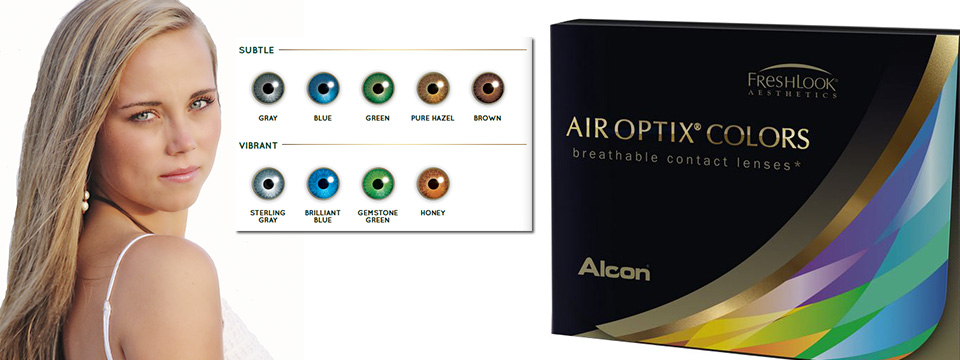 SUBTLE
GRAY BLUE GREEN PURE HAZEL BROWN
VIBRANT
STERLING GRAY BRILLIANT BLUE GEMSTONE GREEN HONEY
FRESHLOOK®
AESTHETICS
AIR OPTIX® COLORS
breathable contact lenses*
Alcon®